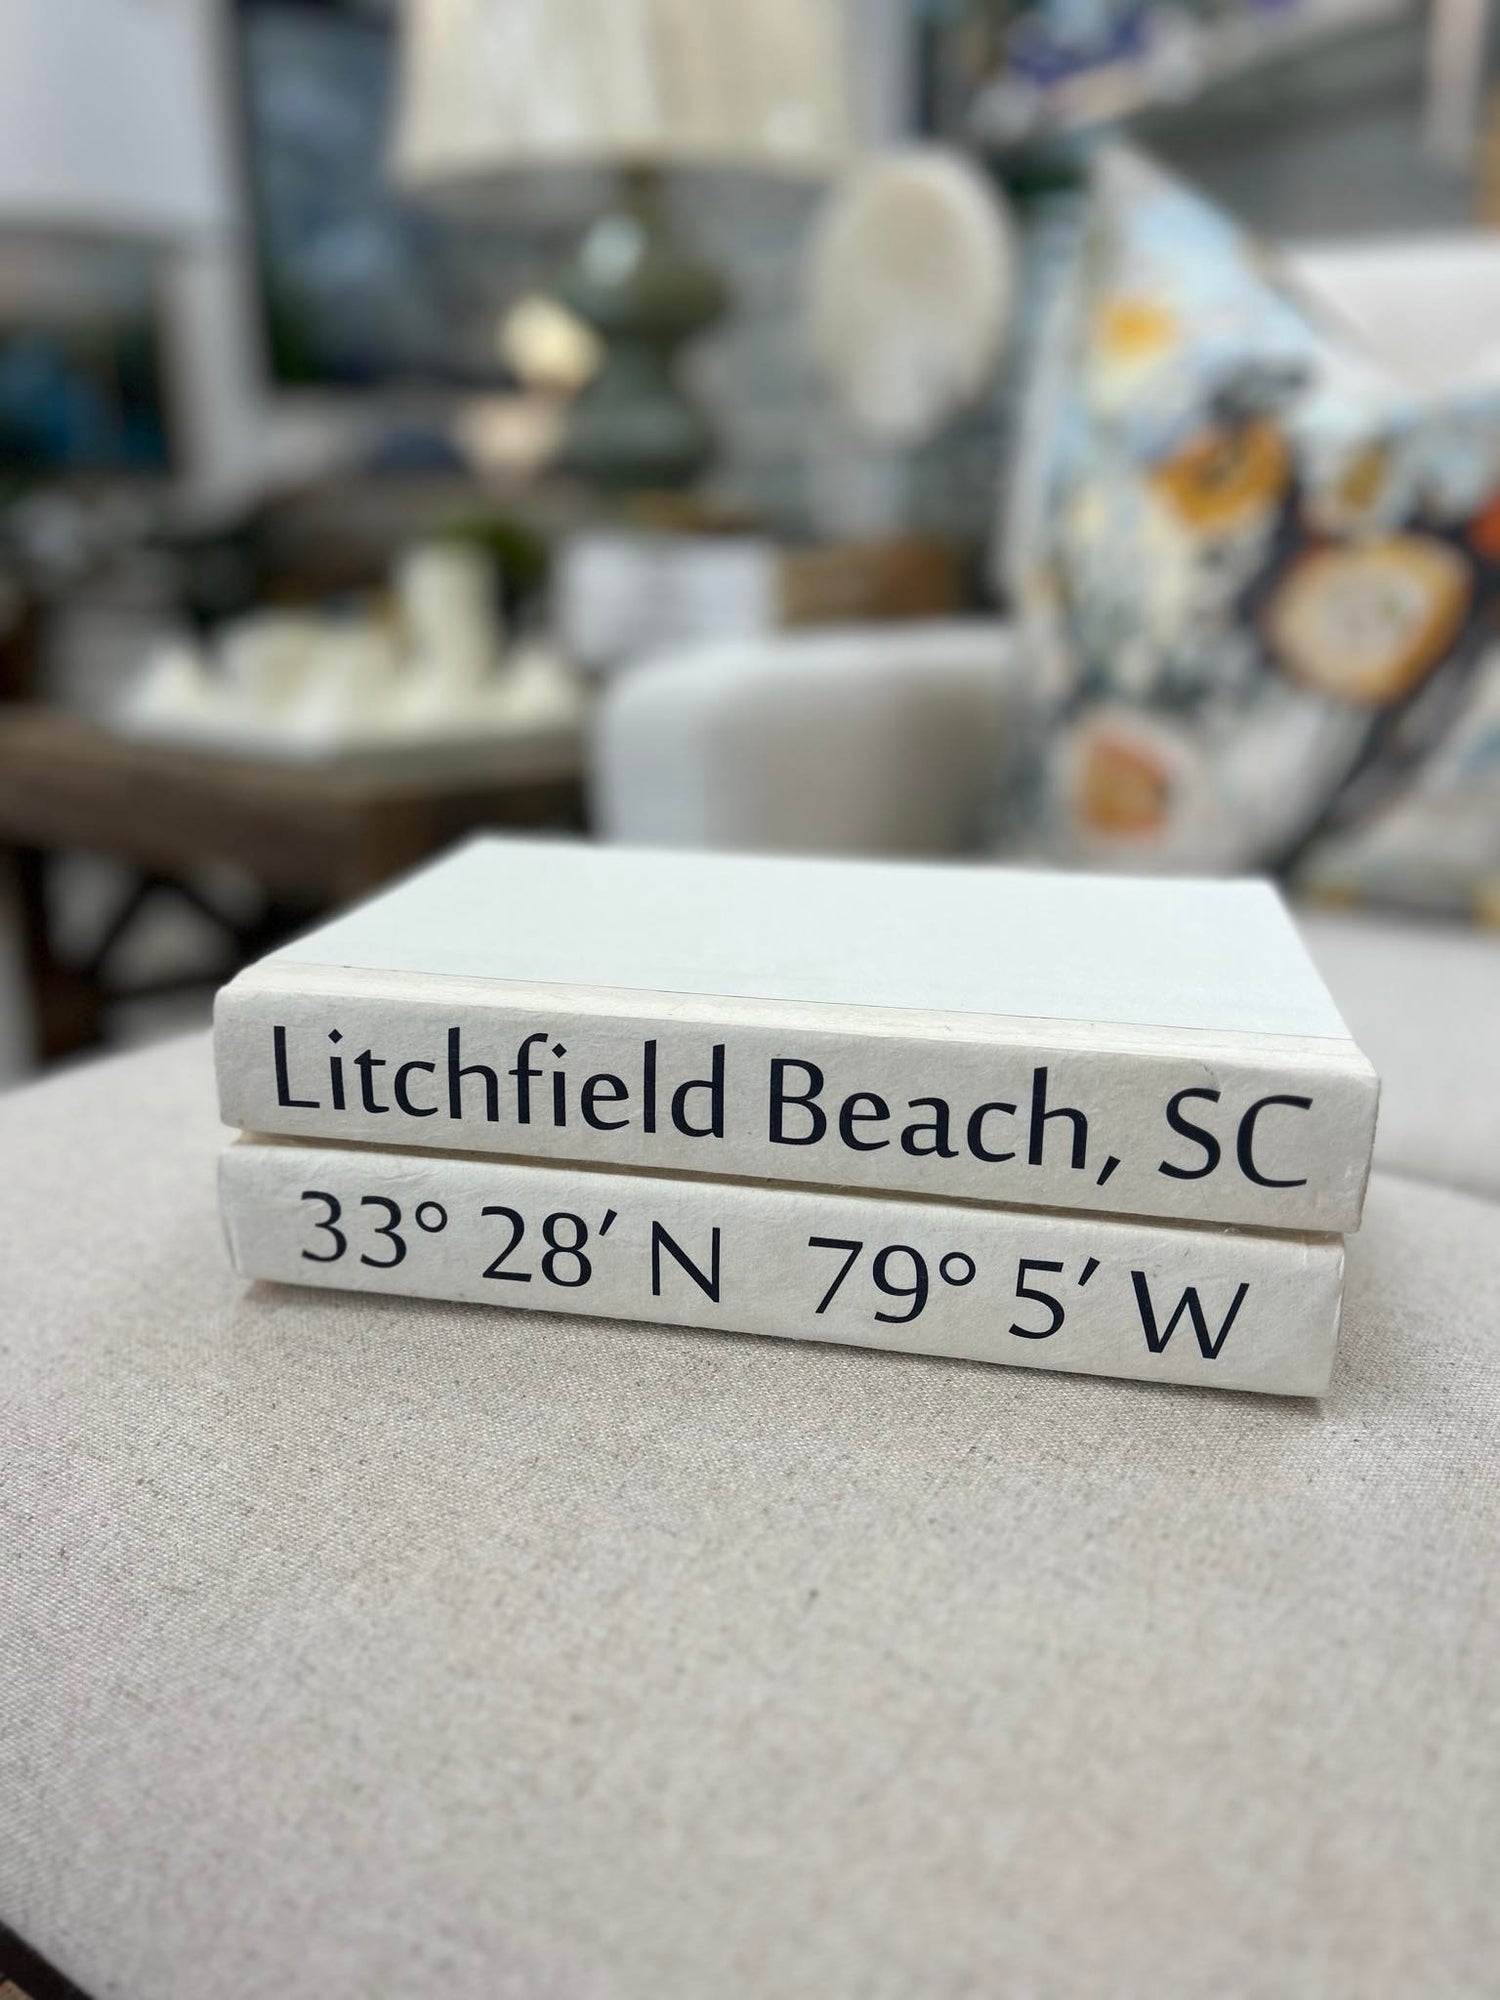 Litchfield Beach, SC
33° 28′ N 79° 5′ W